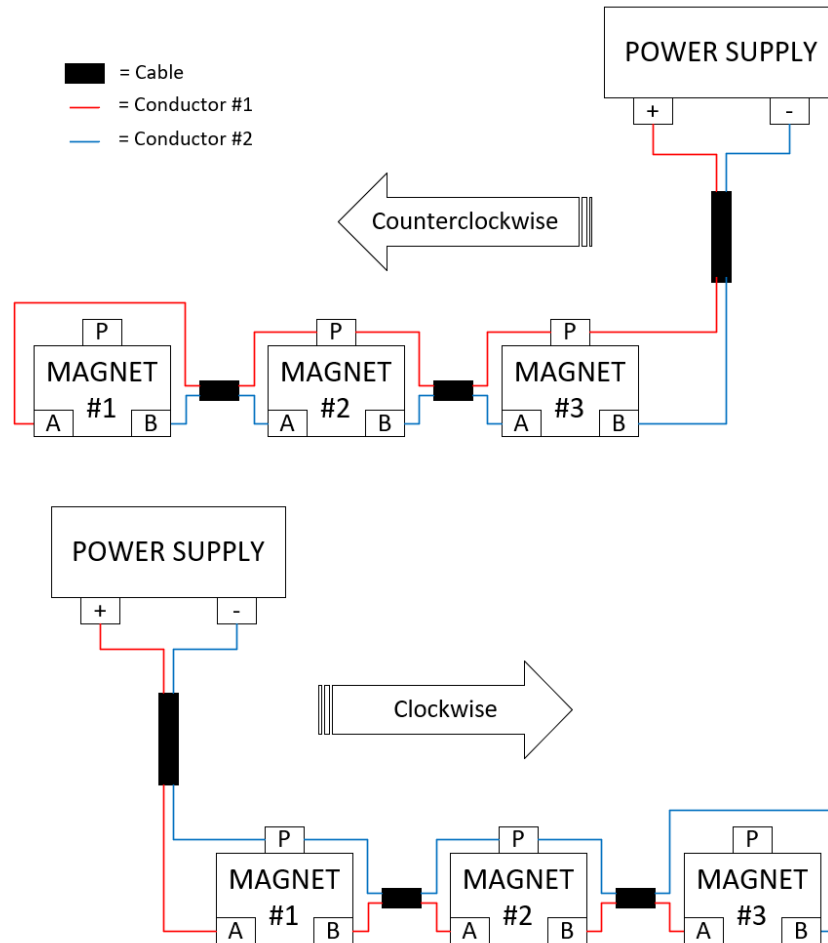 POWER SUPPLY
+ -
= Cable
= Conductor #1
= Conductor #2
Counterclockwise
P P P
MAGNET MAGNET MAGNET
#1 #2 #3
A B A B A B
POWER SUPPLY
+ -
Clockwise
P P P
MAGNET MAGNET MAGNET
#1 #2 #3
A B A B A B